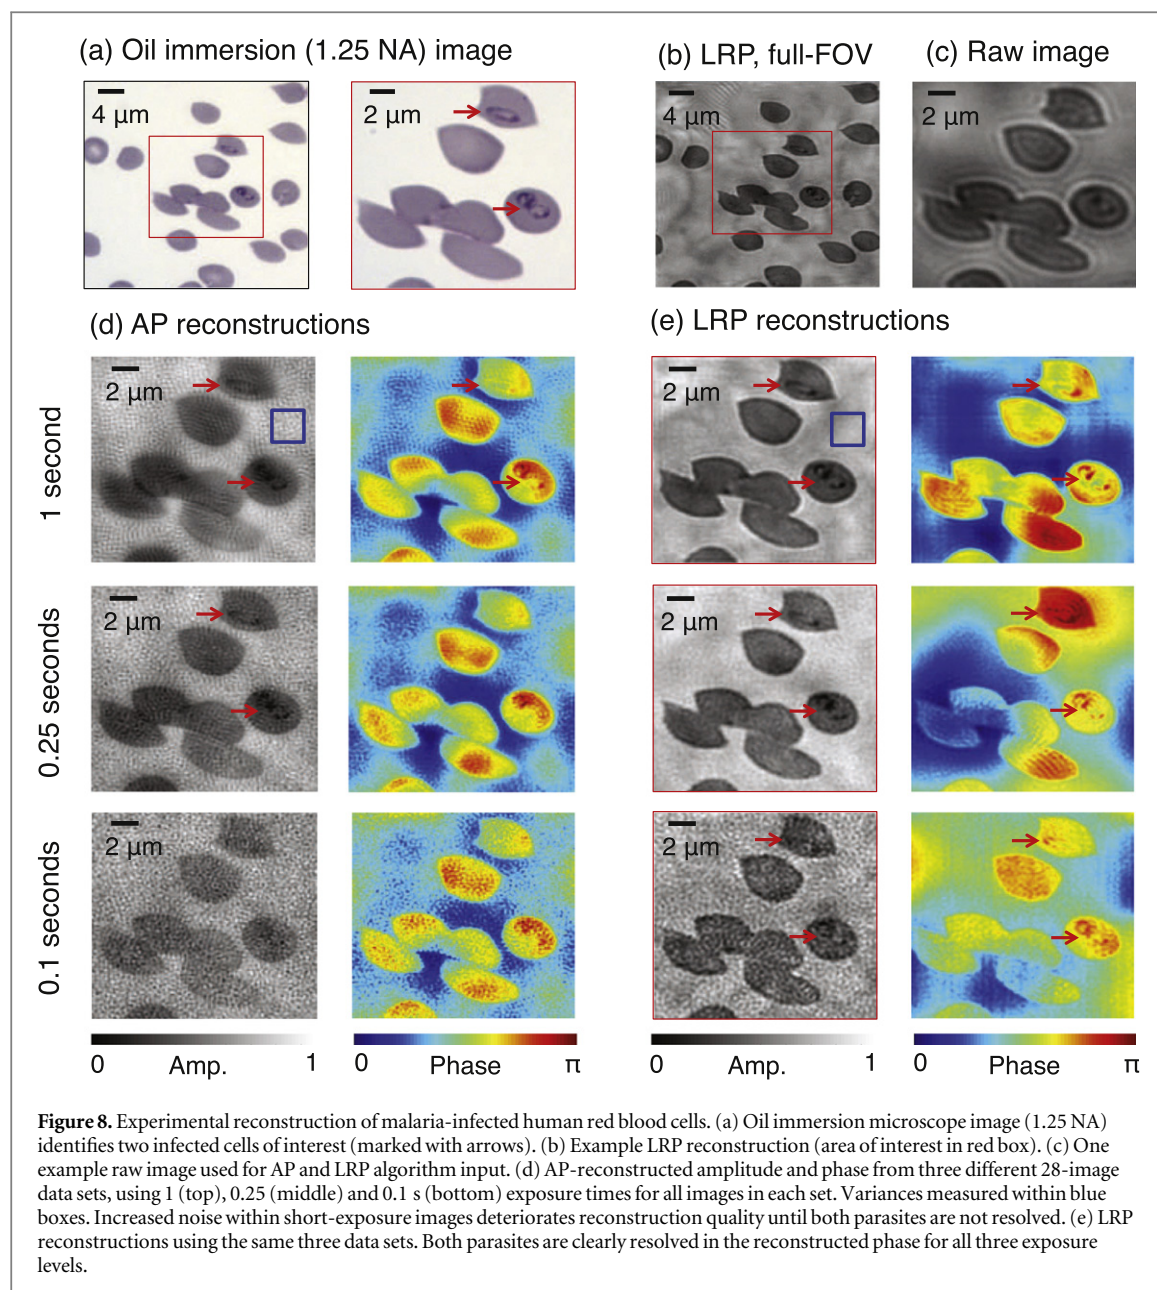 (a) Oil immersion (1.25 NA) image
(b) LRP, full-FOV
(c) Raw image
4 μm
2 μm
4 μm
2 μm
(d) AP reconstructions
(e) LRP reconstructions
1 second
2 μm
2 μm
0.25 seconds
2 μm
2 μm
0.1 seconds
2 μm
2 μm
0 Amp. 1
0 Phase π
0 Amp. 1
0 Phase π
Figure 8. Experimental reconstruction of malaria-infected human red blood cells. (a) Oil immersion microscope image (1.25 NA)
identifies two infected cells of interest (marked with arrows). (b) Example LRP reconstruction (area of interest in red box). (c) One
example raw image used for AP and LRP algorithm input. (d) AP-reconstructed amplitude and phase from three different 28-image
data sets, using 1 (top), 0.25 (middle) and 0.1 s (bottom) exposure times for all images in each set. Variances measured within blue
boxes. Increased noise within short-exposure images deteriorates reconstruction quality until both parasites are not resolved. (e) LRP
reconstructions using the same three data sets. Both parasites are clearly resolved in the reconstructed phase for all three exposure
levels.